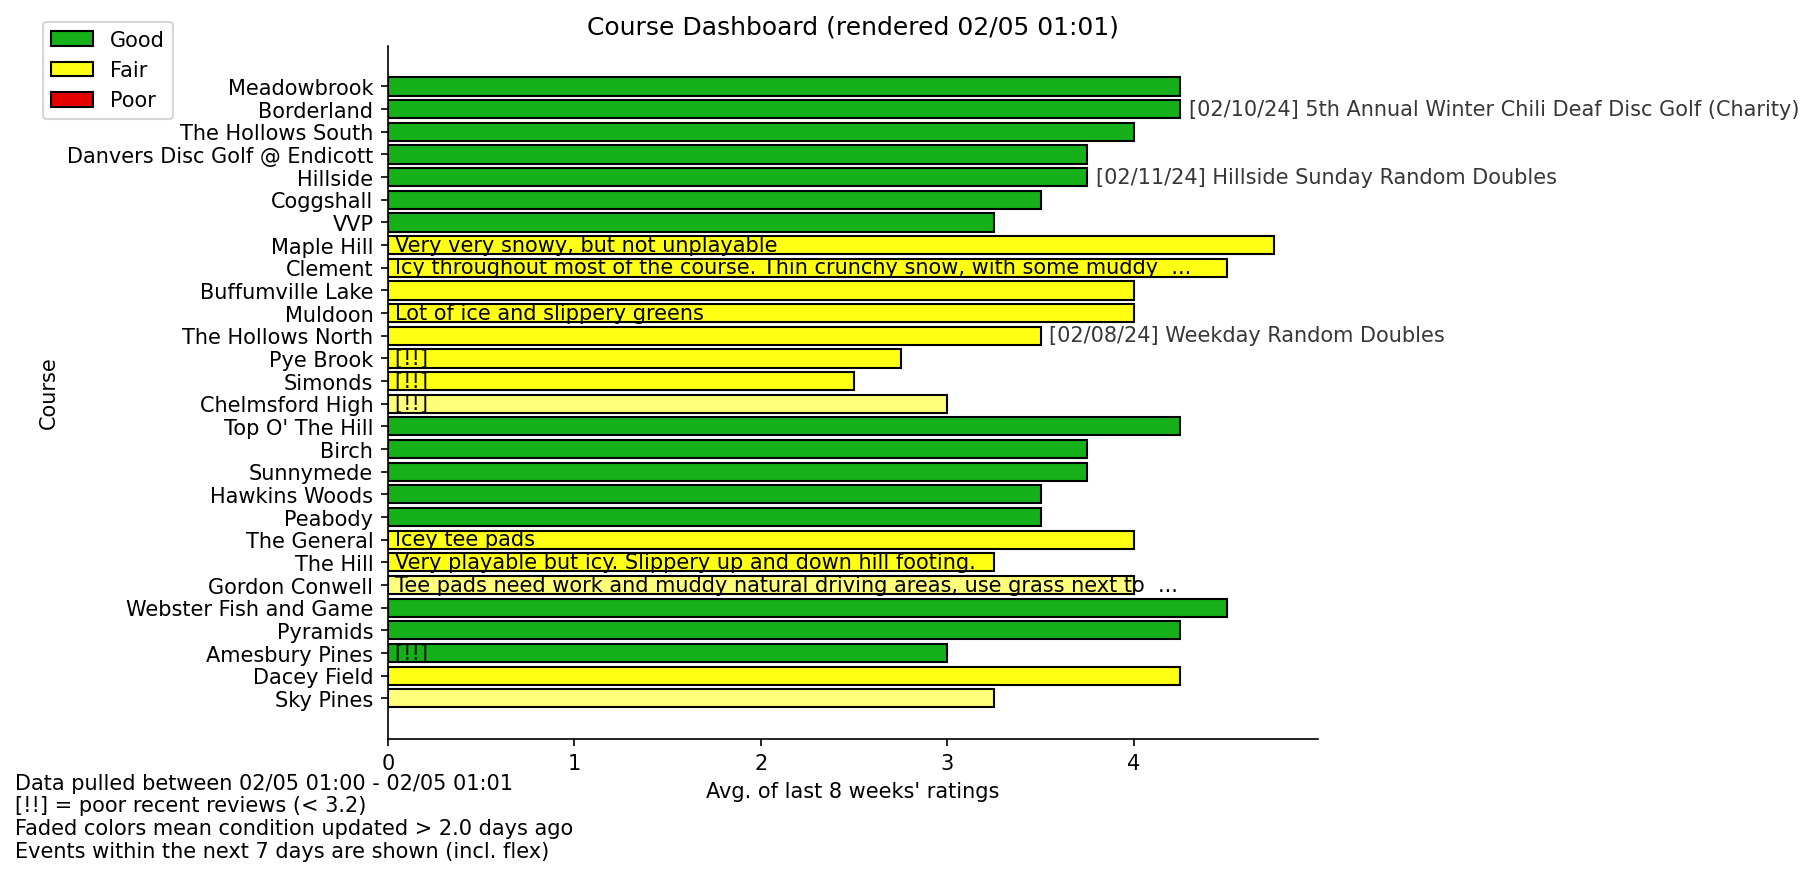 Course Dashboard (rendered 02/05 01:01)
Good
Fair
Poor
Meadowbrook
Borderland [02/10/24] 5th Annual Winter Chili Deaf Disc Golf (Charity)
The Hollows South
Danvers Disc Golf @ Endicott
Hillside [02/11/24] Hillside Sunday Random Doubles
Coggshall
VVP
Maple Hill Very very snowy, but not unplayable
Clement Icy throughout most of the course. Thin crunchy snow, with some muddy ...
Buffumville Lake
Muldoon Lot of ice and slippery greens
The Hollows North [02/08/24] Weekday Random Doubles
Pye Brook [!!]
Simonds [!!]
Chelmsford High [!!]
Top O' The Hill
Birch
Sunnymede
Hawkins Woods
Peabody
The General Icey tee pads
The Hill Very playable but icy. Slippery up and down hill footing.
Gordon Conwell Tee pads need work and muddy natural driving areas, use grass next to ...
Webster Fish and Game
Pyramids
Amesbury Pines [!!]
Dacey Field
Sky Pines
Course
0 1 2 3 4
Avg. of last 8 weeks' ratings
Data pulled between 02/05 01:00 - 02/05 01:01
[!!] = poor recent reviews (< 3.2)
Faded colors mean condition updated > 2.0 days ago
Events within the next 7 days are shown (incl. flex)